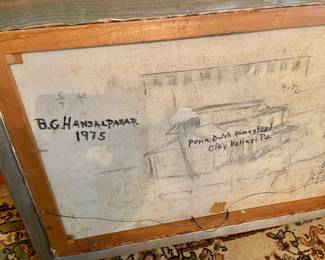 B.G. HANSALPAKAR
1975
Penn Dutch Homestead
Oley Valley, Pa.